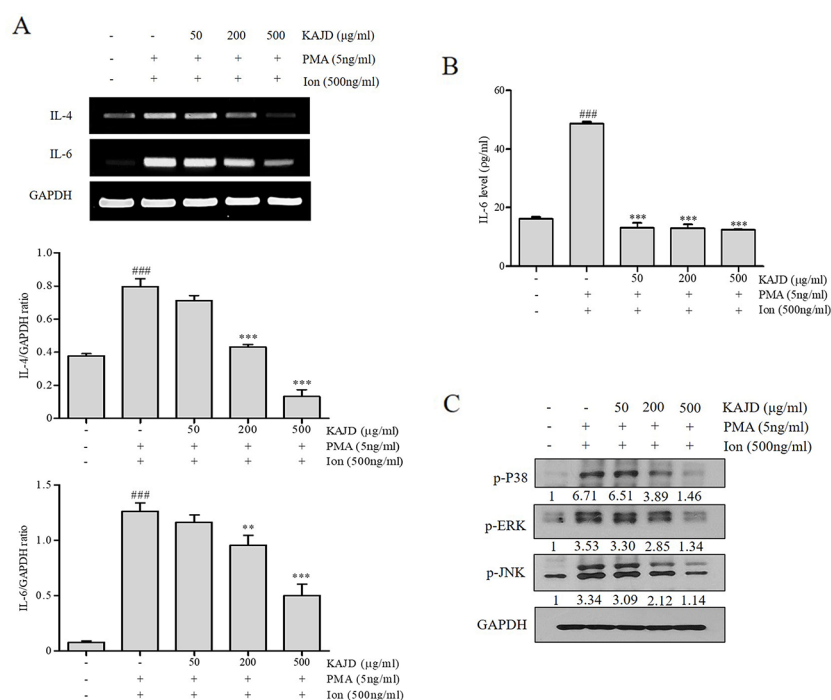 A
- - 50 200 500 KAJD (μg/ml)
- + + + + PMA (5ng/ml)
- + + + + Ion (500ng/ml)
IL-4
IL-6
GAPDH
1.0
0.8
0.6
0.4
0.2
0
IL-4/GAPDH ratio
###
***
***
- - 50 200 500 KAJD (μg/ml)
- + + + + PMA (5ng/ml)
- + + + + Ion (500ng/ml)
1.5
1.0
0.5
0
IL-6/GAPDH ratio
###
**
***
- - 50 200 500 KAJD (μg/ml)
- + + + + PMA (5ng/ml)
- + + + + Ion (500ng/ml)
B
60
40
20
0
IL-6 level (ρg/ml)
###
***
***
***
- - 50 200 500 KAJD (μg/ml)
- + + + + PMA (5ng/ml)
- + + + + Ion (500ng/ml)
C
- - 50 200 500 KAJD (μg/ml)
- + + + + PMA (5ng/ml)
- + + + + Ion (500ng/ml)
p-P38
1 6.71 6.51 3.89 1.46
p-ERK
1 3.53 3.30 2.85 1.34
p-JNK
1 3.34 3.09 2.12 1.14
GAPDH